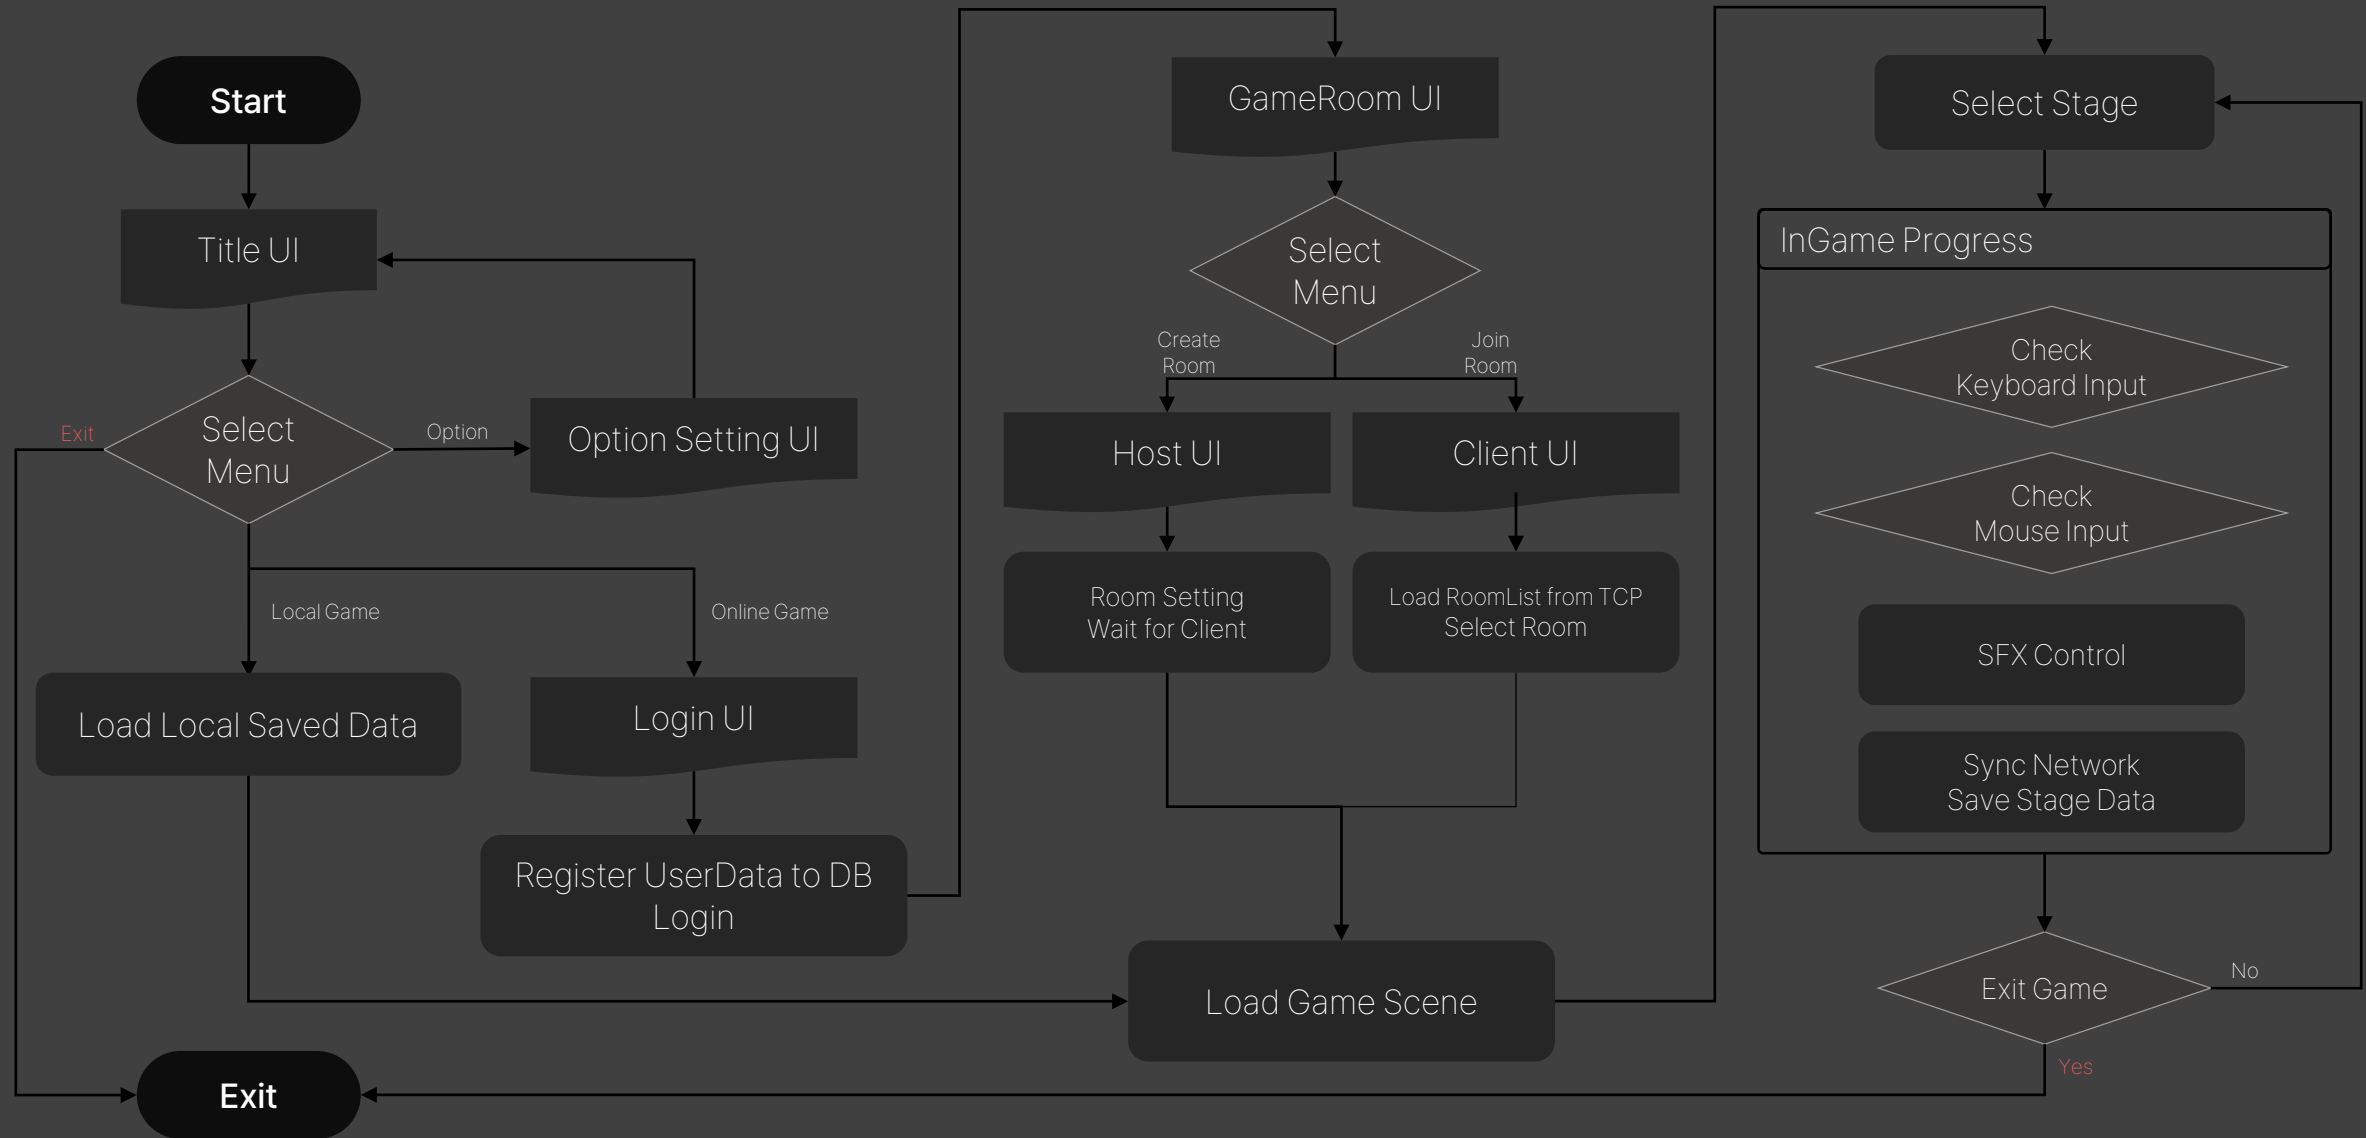 Start
Title UI
Select
Menu
Exit
Option
Option Setting UI
Local Game
Online Game
Load Local Saved Data
Login UI
Register UserData to DB
Login
Exit
GameRoom UI
Select
Menu
Create
Room
Join
Room
Host UI
Client UI
Room Setting
Wait for Client
Load RoomList from TCP
Select Room
Load Game Scene
Select Stage
InGame Progress
Check
Keyboard Input
Check
Mouse Input
SFX Control
Sync Network
Save Stage Data
Exit Game
No
Yes